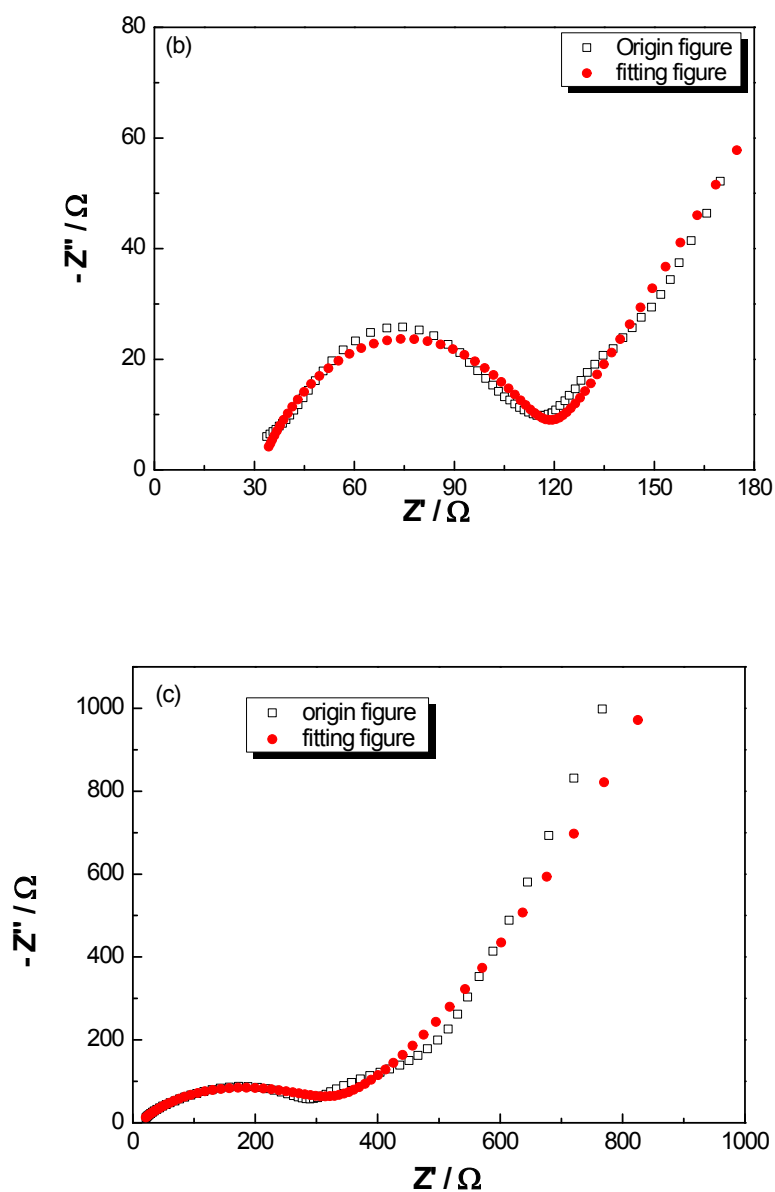 (b)
Origin figure
fitting figure
80
60
40
20
0
- Z" / Ω
0 30 60 90 120 150 180
Z' / Ω
(c)
origin figure
fitting figure
1000
800
600
400
200
0
- Z" / Ω
0 200 400 600 800 1000
Z' / Ω